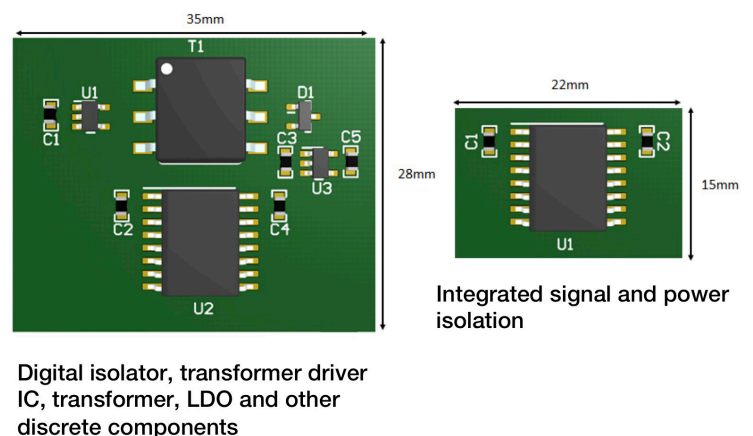 35mm
T1
U1
D1
C1
C3
C5
U3
C2
C4
U2
28mm
22mm
C1
C2
U1
15mm
Digital isolator, transformer driver
IC, transformer, LDO and other
discrete components
Integrated signal and power
isolation